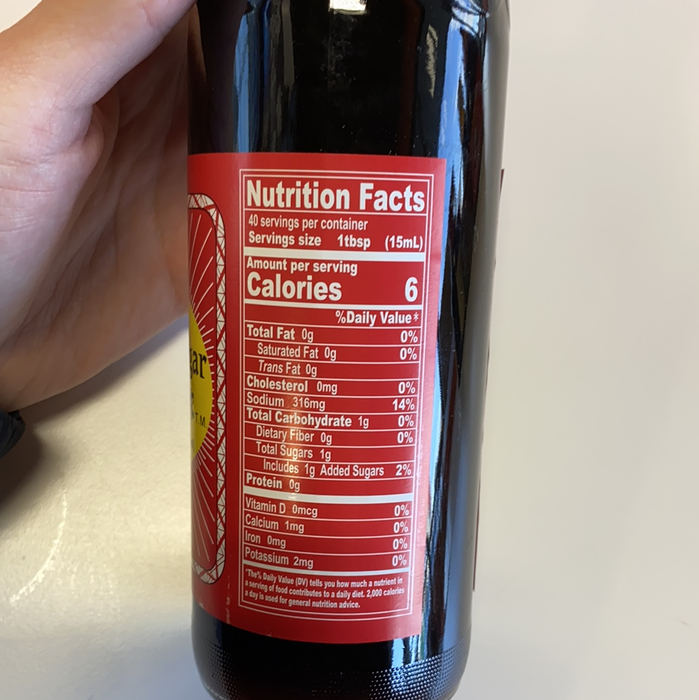 Nutrition Facts
40 servings per container
Servings size 1tbsp (15mL)
Amount per serving
Calories 6
%Daily Value*
Total Fat 0g 0%
Saturated Fat 0g 0%
Trans Fat 0g
Cholesterol 0mg 0%
Sodium 316mg 14%
Total Carbohydrate 1g 0%
Dietary Fiber 0g 0%
Total Sugars 1g
Includes 1g Added Sugars 2%
Protein 0g
Vitamin D 0mcg 0%
Calcium 1mg 0%
Iron 0mg 0%
Potassium 2mg 0%
*The% Daily Value (DV) tells you how much a nutrient in
a serving of food contributes to a daily diet. 2,000 calories
a day is used for general nutrition advice.
ar
T.M